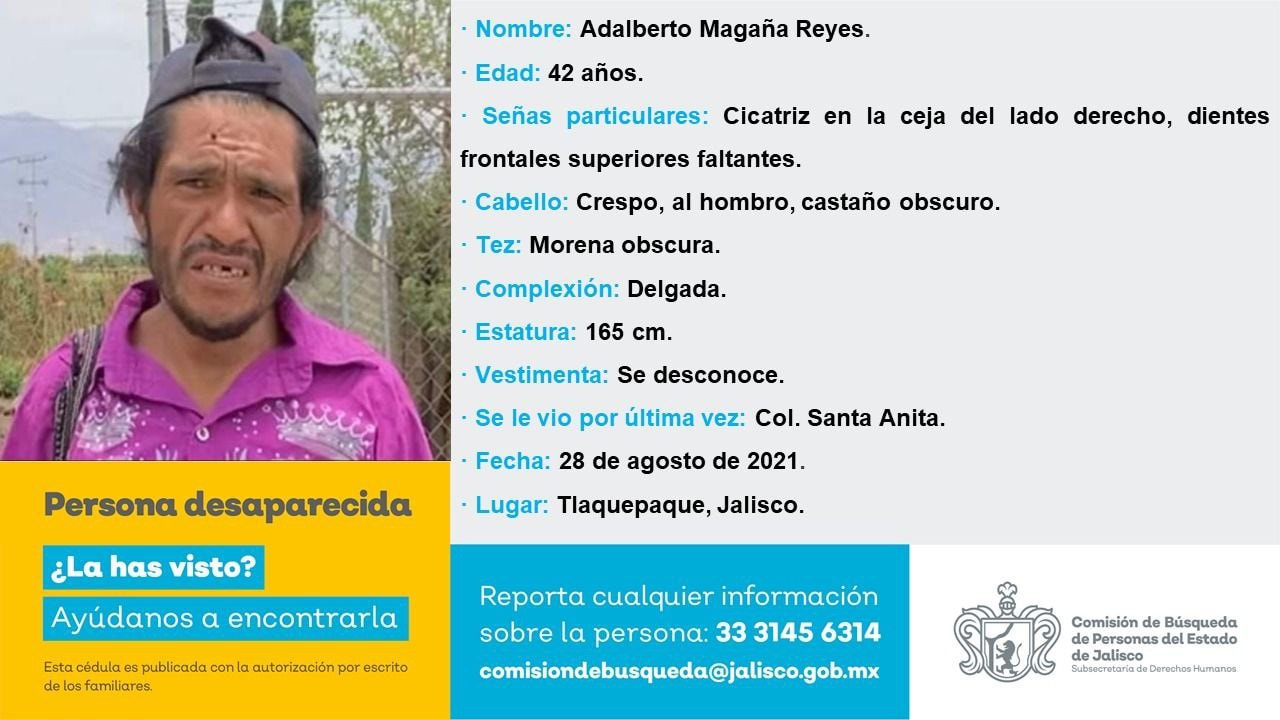 · Nombre: Adalberto Magaña Reyes.
· Edad: 42 años.
· Señas particulares: Cicatriz en la ceja del lado derecho, dientes
frontales superiores faltantes.
· Cabello: Crespo, al hombro, castaño obscuro.
· Tez: Morena obscura.
· Complexión: Delgada.
· Estatura: 165 cm.
· Vestimenta: Se desconoce.
· Se le vio por última vez: Col. Santa Anita.
· Fecha: 28 de agosto de 2021.
· Lugar: Tlaquepaque, Jalisco.
Persona desaparecida
¿La has visto?
Ayúdanos a encontrarla
Esta cédula es publicada con la autorización por escrito
de los familiares.
Reporta cualquier información
sobre la persona: 33 3145 6314
comisiondebusqueda@jalisco.gob.mx
Comisión de Búsqueda
de Personas del Estado
de Jalisco
Subsecretaría de Derechos Humanos